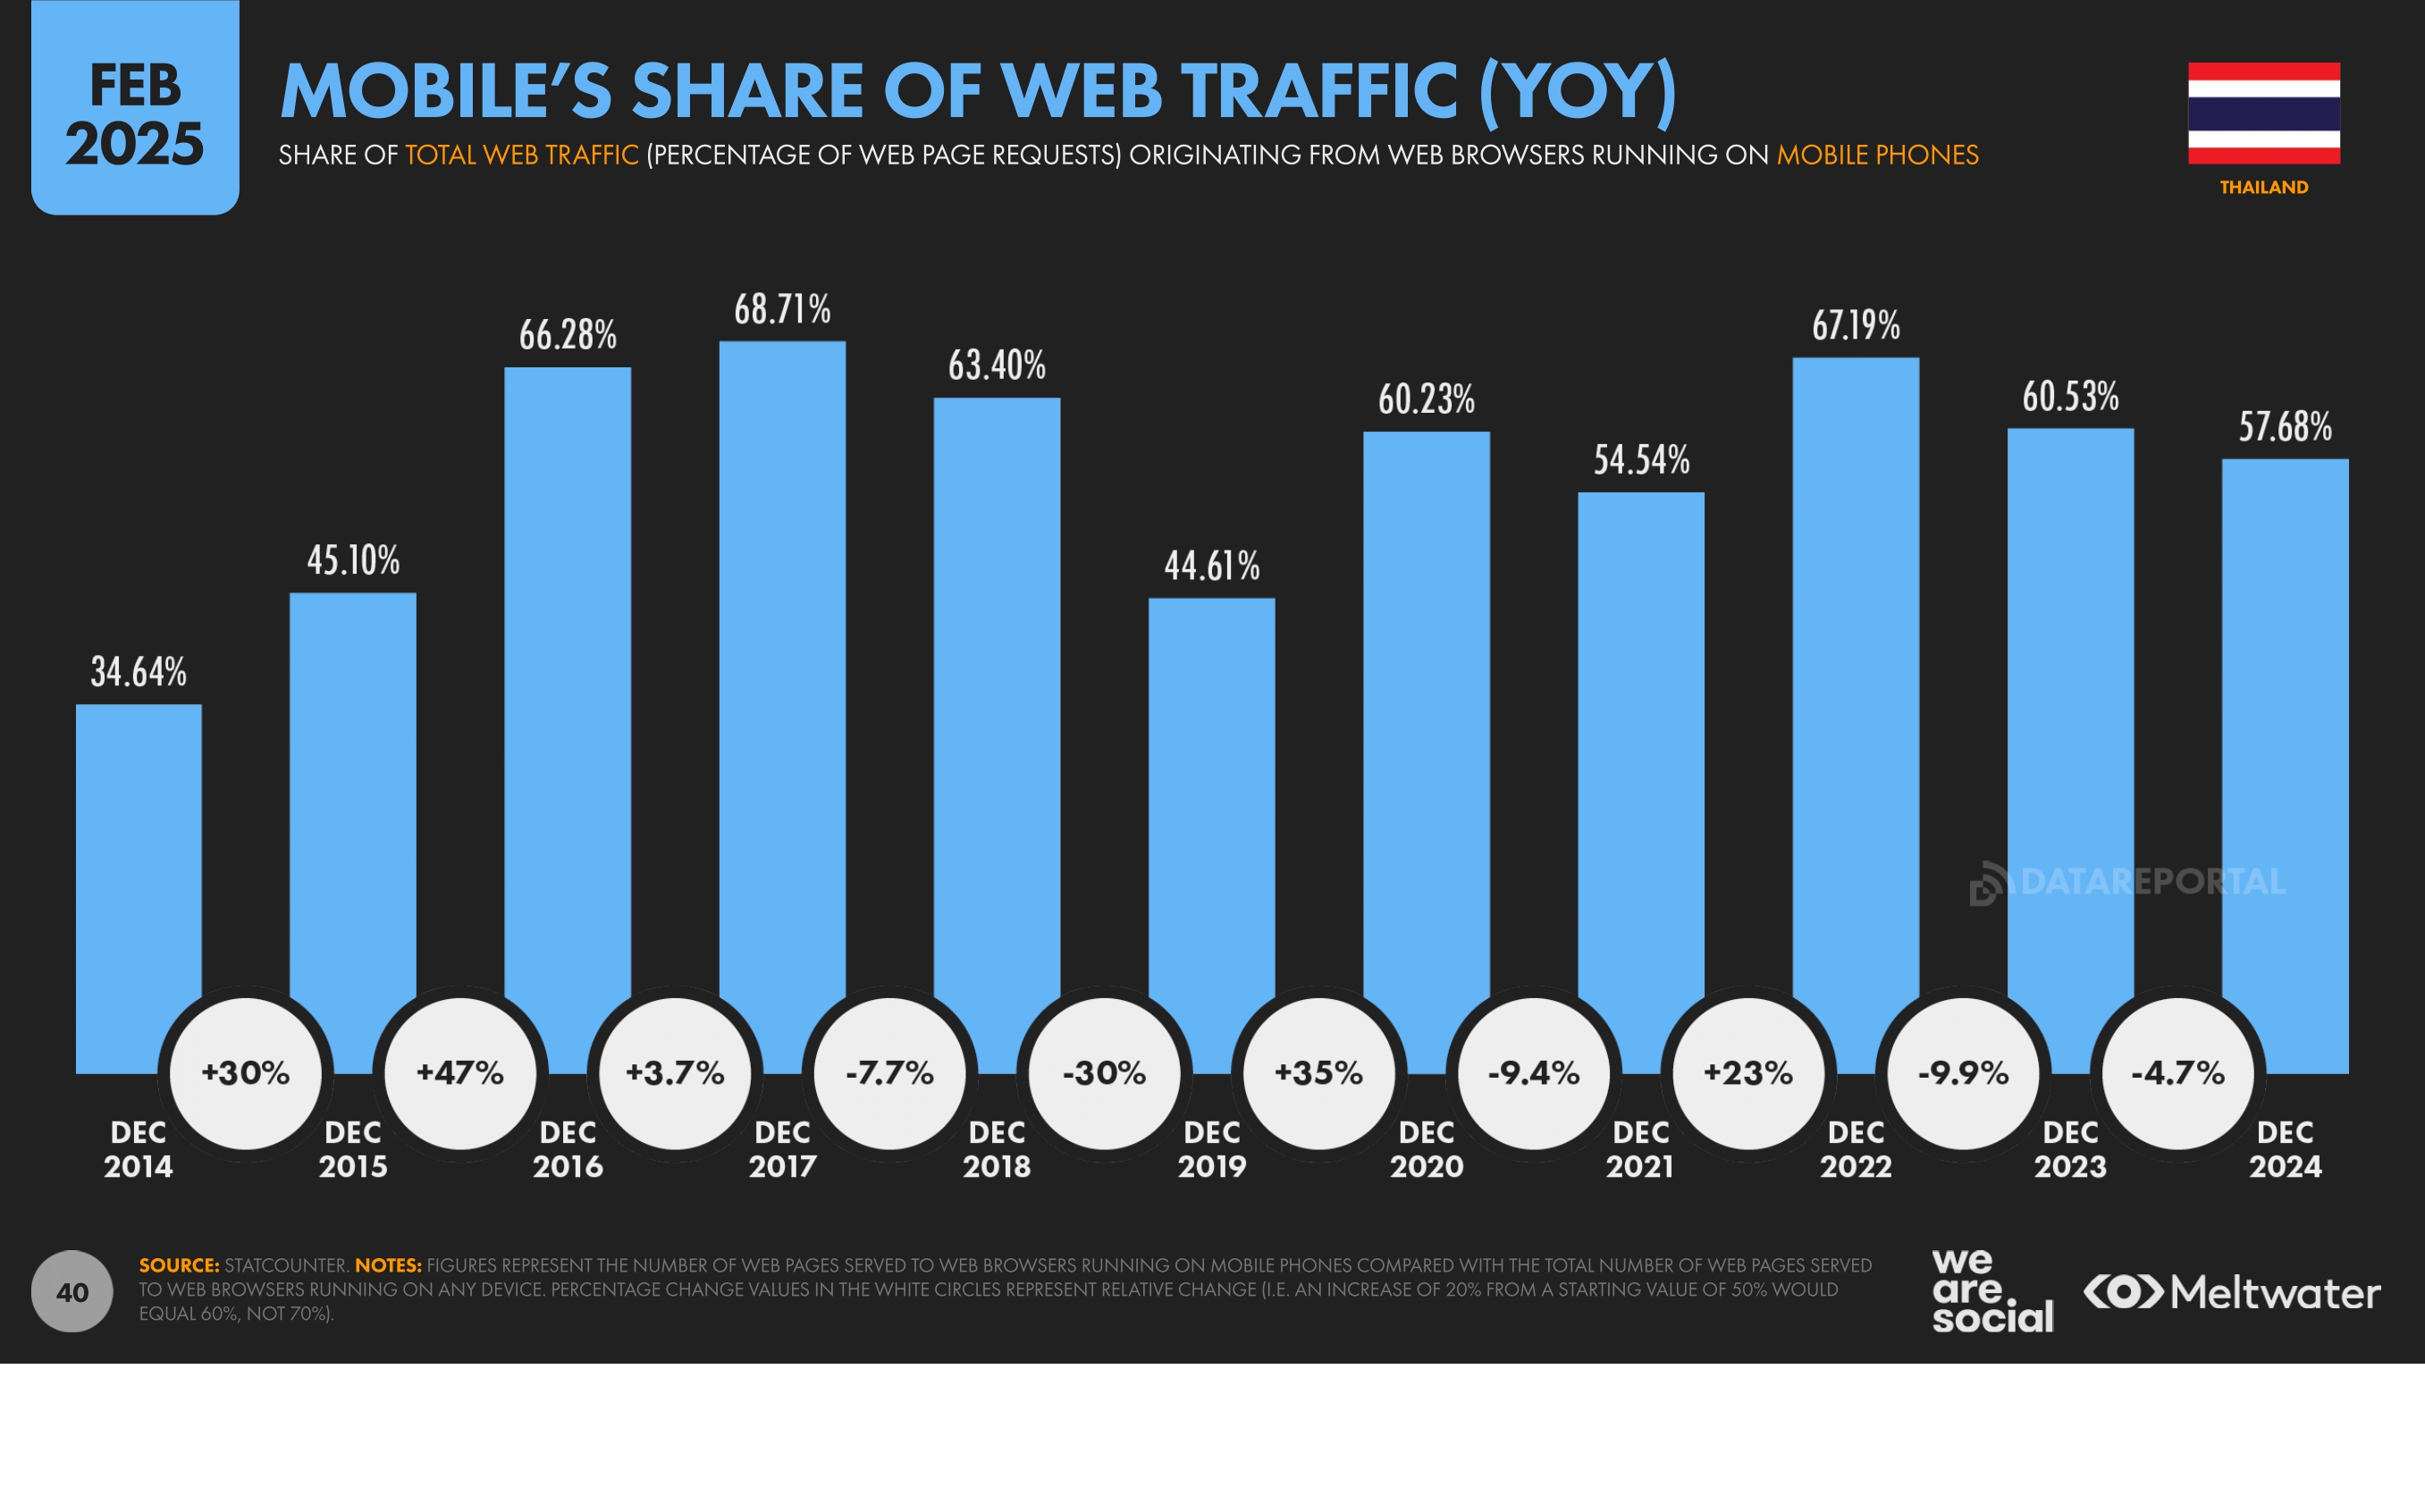 FEB
2025
MOBILE'S SHARE OF WEB TRAFFIC (YOY)
SHARE OF TOTAL WEB TRAFFIC (PERCENTAGE OF WEB PAGE REQUESTS) ORIGINATING FROM WEB BROWSERS RUNNING ON MOBILE PHONES
THAILAND
34.64%
45.10%
66.28%
68.71%
63.40%
44.61%
60.23%
54.54%
67.19%
60.53%
57.68%
DATAREPORTAL
+30%
+47%
+3.7%
-7.7%
-30%
+35%
-9.4%
+23%
-9.9%
-4.7%
DEC
2014
DEC
2015
DEC
2016
DEC
2017
DEC
2018
DEC
2019
DEC
2020
DEC
2021
DEC
2022
DEC
2023
DEC
2024
40
SOURCE: STATCOUNTER. NOTES: FIGURES REPRESENT THE NUMBER OF WEB PAGES SERVED TO WEB BROWSERS RUNNING ON MOBILE PHONES COMPARED WITH THE TOTAL NUMBER OF WEB PAGES SERVED
TO WEB BROWSERS RUNNING ON ANY DEVICE. PERCENTAGE CHANGE VALUES IN THE WHITE CIRCLES REPRESENT RELATIVE CHANGE (I.E. AN INCREASE OF 20% FROM A STARTING VALUE OF 50% WOULD
EQUAL 60%, NOT 70%).
we
are
social
Meltwater